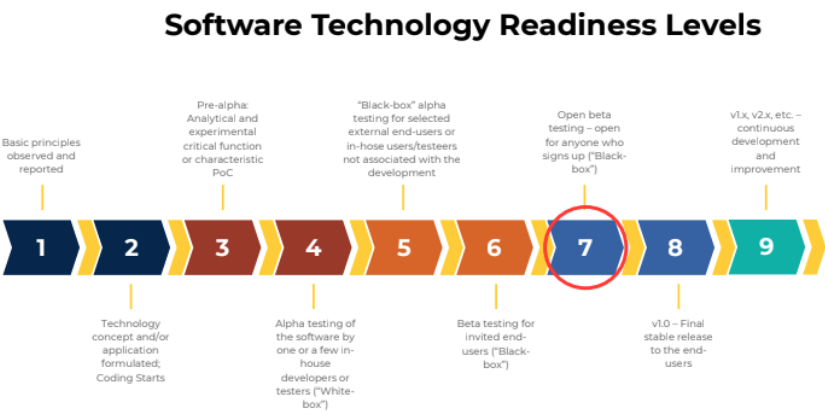 Software Technology Readiness Levels
Basic principles
observed and
reported
Pre-alpha:
Analytical and
experimental
critical function
or characteristic
PoC
“Black-box” alpha
testing for selected
external end-users or
in-hose users/testeers
not associated with the
development
Open beta
testing – open
for anyone who
signs up (“Black-
box”)
v1.x, v2.x, etc. –
continuous
development
and
improvement
1
2
3
4
5
6
7
8
9
Technology
concept and/or
application
formulated;
Coding Starts
Alpha testing of
the software by
one or a few in-
house
developers or
testers (“White-
box”)
Beta testing for
invited end-
users (“Black-
box”)
v1.0 – Final
stable release
to the end-
users